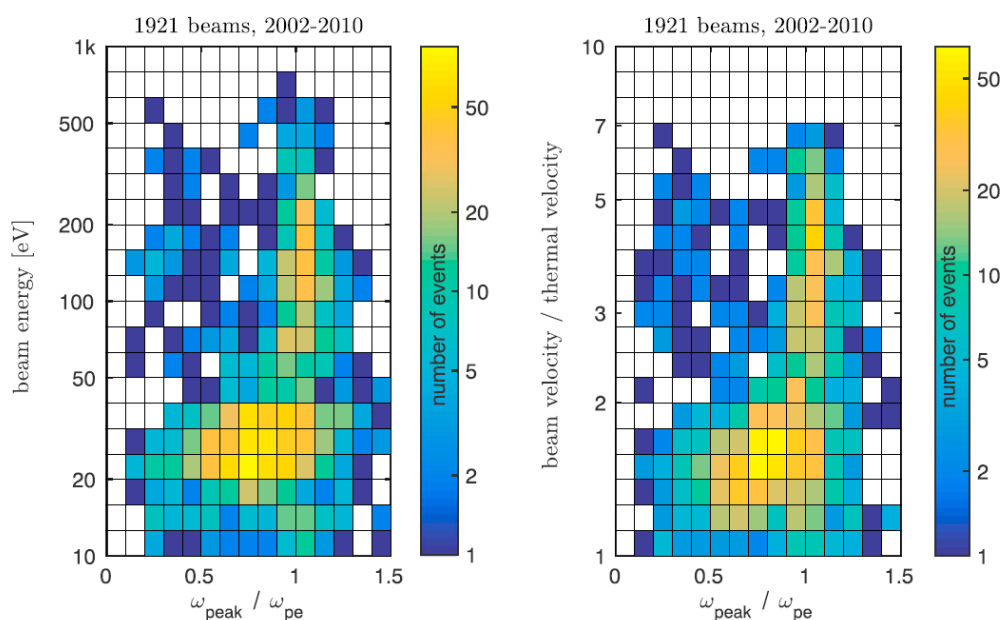 1921 beams, 2002-2010
1k
500
200
100
50
20
10
beam energy [eV]
0 0.5 1 1.5
ω_peak / ω_pe
50
20
10
5
2
1
number of events
1921 beams, 2002-2010
10
7
5
3
2
1
beam velocity / thermal velocity
0 0.5 1 1.5
ω_peak / ω_pe
50
20
10
5
2
1
number of events